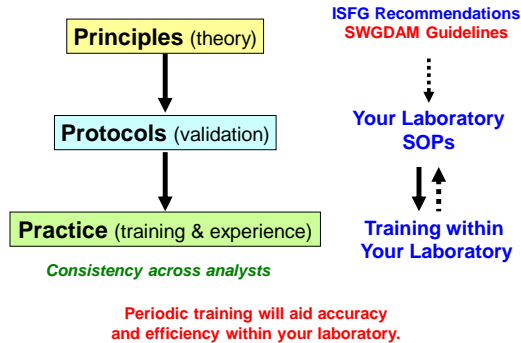 ISFG Recommendations
SWGDAM Guidelines
Principles (theory)
Protocols (validation)
Your Laboratory
SOPs
Practice (training & experience)
Training within
Your Laboratory
Consistency across analysts
Periodic training will aid accuracy
and efficiency within your laboratory.